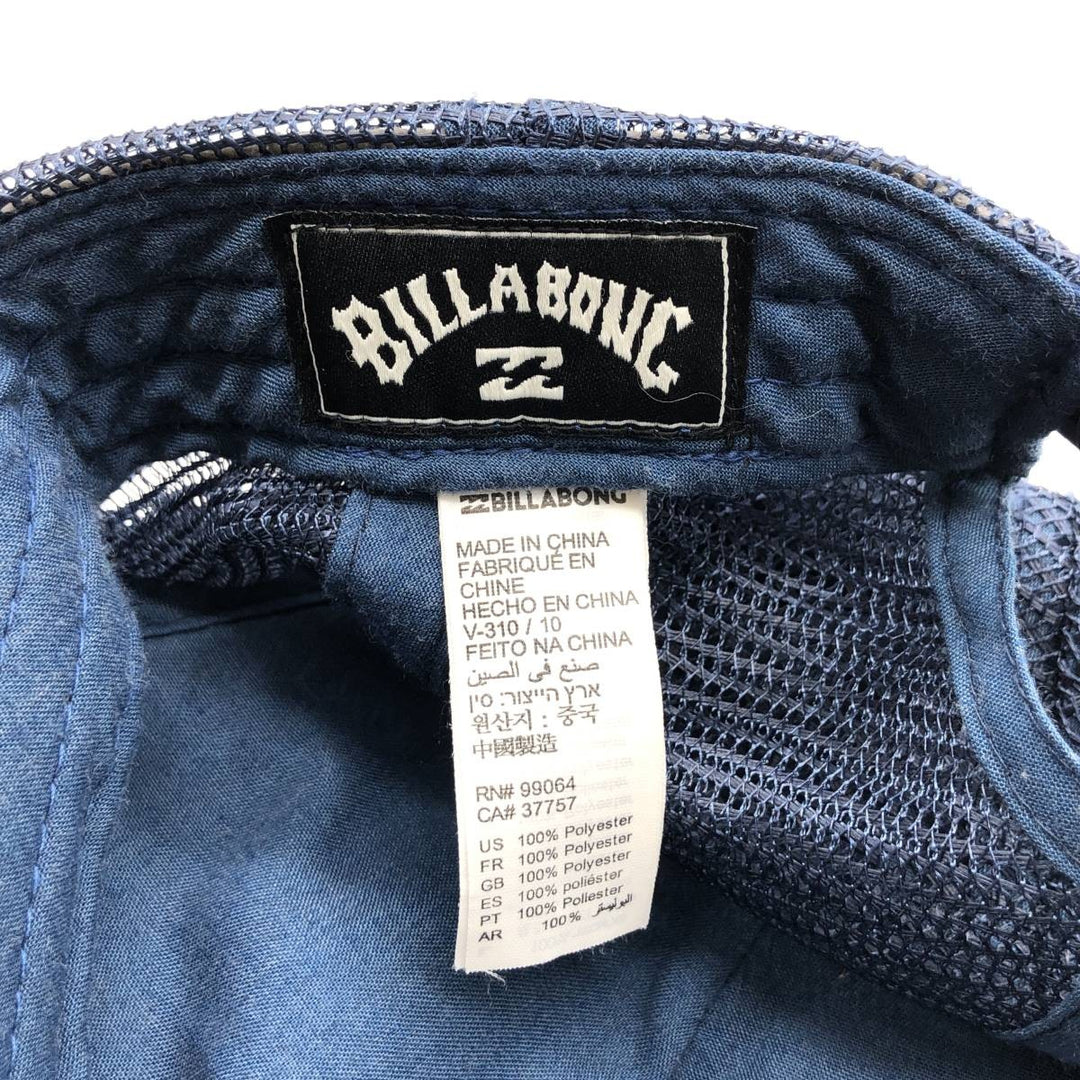 BILLABONG
BILLABONG
MADE IN CHINA
FABRIQUÉ EN
CHINE
HECHO EN CHINA
V-310 / 10
FEITO NA CHINA
صنع في الصين
ארץ הייצור: סין
원산지 : 중국
中國製造
RN# 99064
CA# 37757
US 100% Polyester
FR 100% Polyester
GB 100% Polyester
ES 100% poliéster
PT 100% Poliester
AR 100% البوليستر